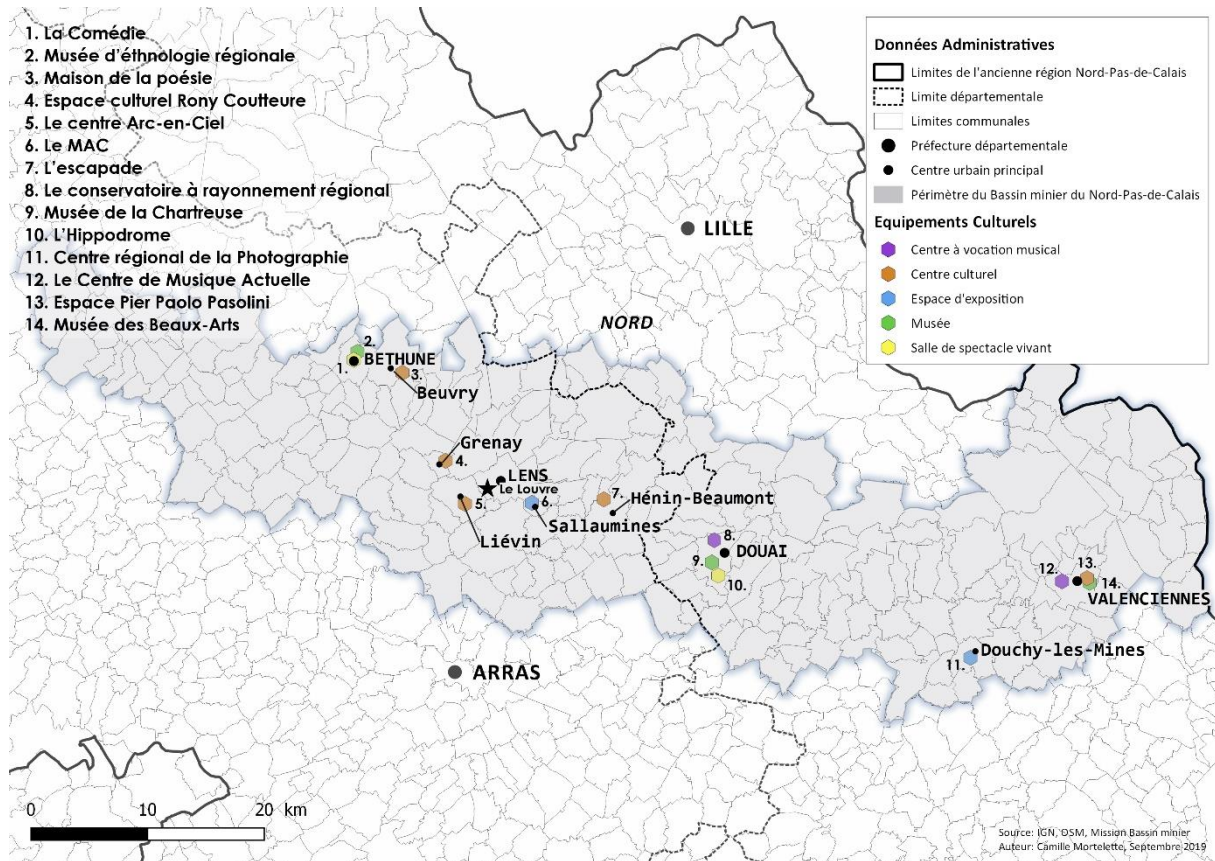 1. La Comédie
2. Musée d'éthnologie régionale
3. Maison de la poésie
4. Espace culturel Rony Coutteure
5. Le centre Arc-en-Ciel
6. Le MAC
7. L'escapade
8. Le conservatoire à rayonnement régional
9. Musée de la Chartreuse
10. L'Hippodrome
11. Centre régional de la Photographie
12. Le Centre de Musique Actuelle
13. Espace Pier Paolo Pasolini
14. Musée des Beaux-Arts
Données Administratives
Limites de l'ancienne région Nord-Pas-de-Calais
Limite départementale
Limites communales
Préfecture départementale
Centre urbain principal
Périmètre du Bassin minier du Nord-Pas-de-Calais
Equipements Culturels
Centre à vocation musical
Centre culturel
Espace d'exposition
Musée
Salle de spectacle vivant
LILLE
NORD
2.
1.
BETHUNE
3.
Beuvry
Grenay
4.
LENS
Le Louvre
5.
6.
7.
Hénin-Beaumont
Sallaumines
Liévin
8.
DOUAI
9.
10.
12.
13.
14.
VALENCIENNES
Douchy-les-Mines
11.
ARRAS
0 10 20 km
Source: IGN, OSM, Mission Bassin minier
Auteur: Camille Mortelette, Septembre 2019